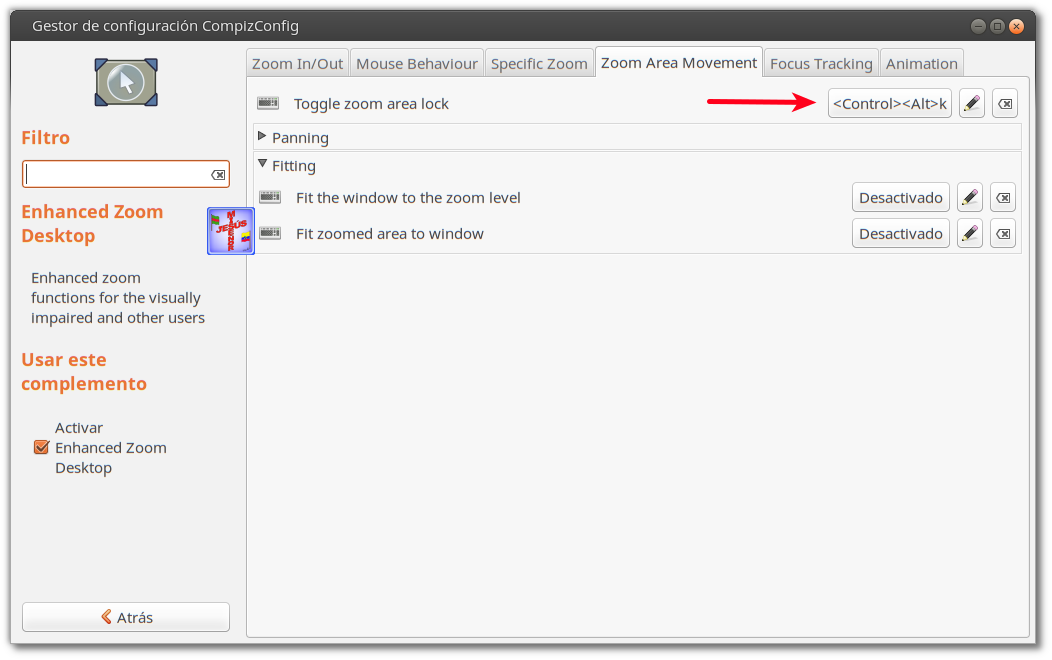 Gestor de configuración CompizConfig
Filtro
Enhanced Zoom
Desktop
Enhanced zoom
functions for the visually
impaired and other users
Usar este
complemento
Activar
Enhanced Zoom
Desktop
Atrás
Zoom In/Out Mouse Behaviour Specific Zoom Zoom Area Movement Focus Tracking Animation
Toggle zoom area lock <Control><Alt>k
Panning
Fitting
Fit the window to the zoom level Desactivado
Fit zoomed area to window Desactivado
JESÚS